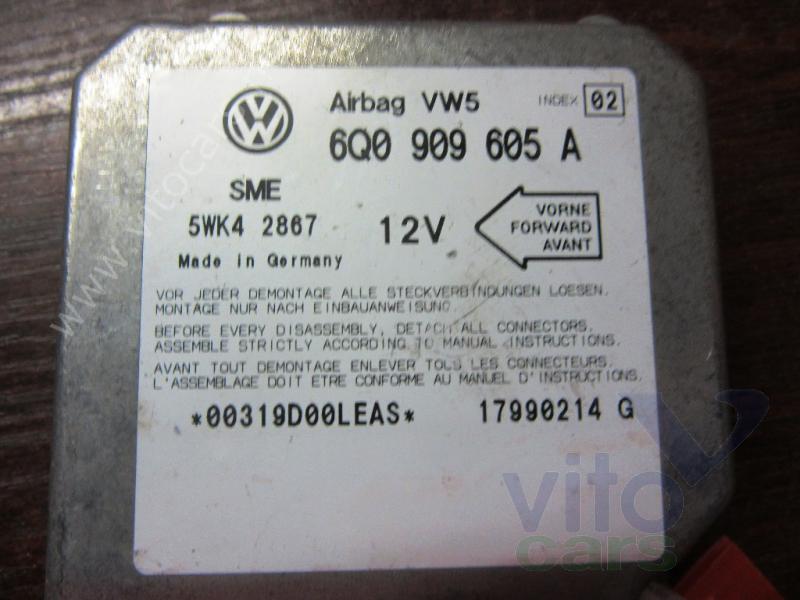 Airbag VW5 INDEX 02
6Q0 909 605 A
SME
5WK4 2867 12V
VORNE
FORWARD
AVANT
Made in Germany
VOR JEDER DEMONTAGE ALLE STECKVERBINDUNGEN LOESEN.
MONTAGE NUR NACH EINBAUANWEISUNG.
BEFORE EVERY DISASSEMBLY, DETACH ALL CONNECTORS.
ASSEMBLE STRICTLY ACCORDING TO MANUAL INSTRUCTIONS.
AVANT TOUT DEMONTAGE ENLEVER TOUS LES CONNECTEURS.
L'ASSEMBLAGE DOIT ETRE CONFORME AU MANUEL D'INSTRUCTIONS.
*00319D00LEAS* 17990214 G
vito
cars